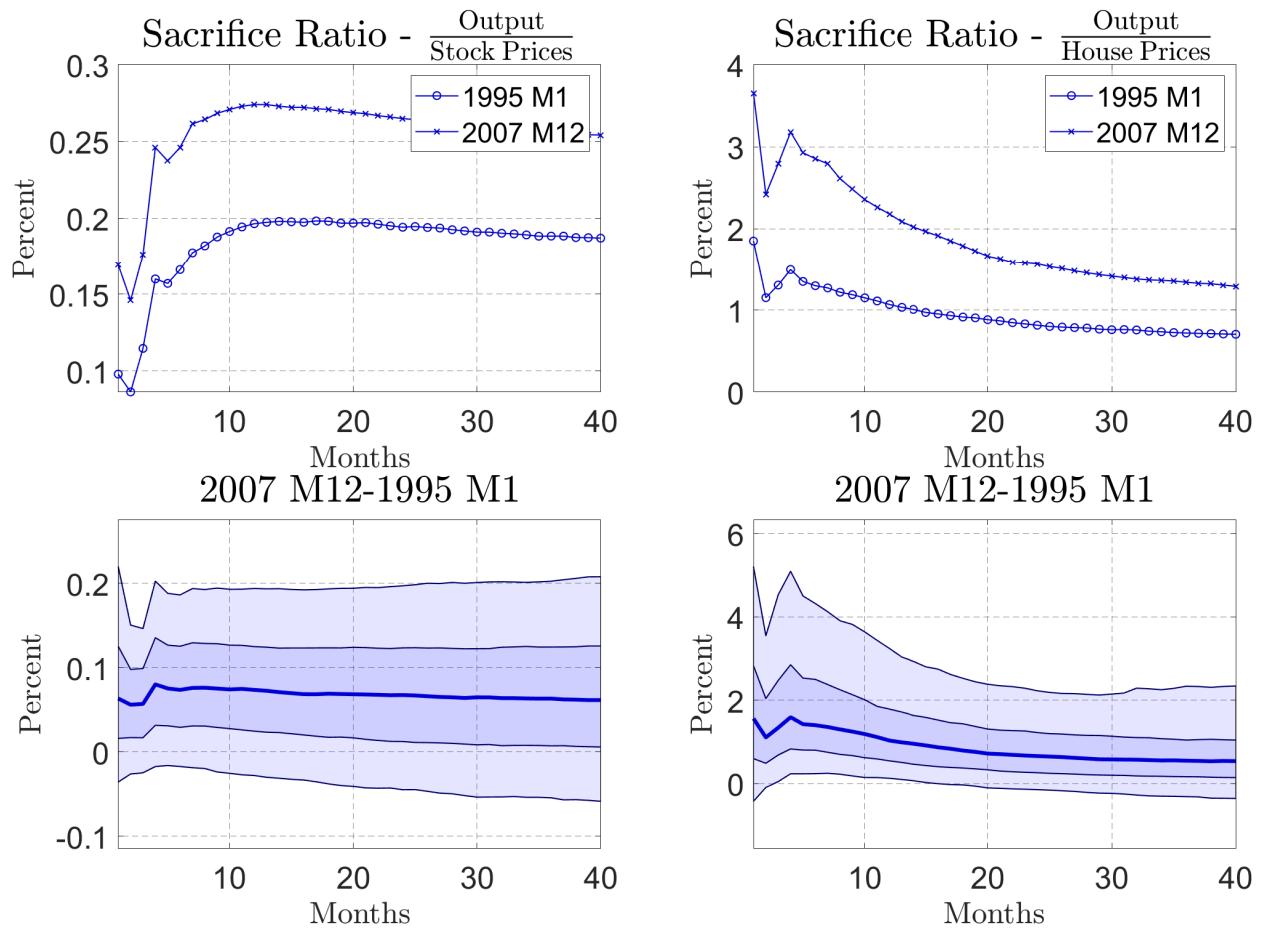 Sacrifice Ratio - Output / Stock Prices
0.3
0.25
0.2
0.15
0.1
Percent
1995 M1
2007 M12
10 20 30 40
Months
Sacrifice Ratio - Output / House Prices
4
3
2
1
0
Percent
1995 M1
2007 M12
10 20 30 40
Months
2007 M12-1995 M1
0.2
0.1
0
-0.1
Percent
10 20 30 40
Months
2007 M12-1995 M1
6
4
2
0
Percent
10 20 30 40
Months